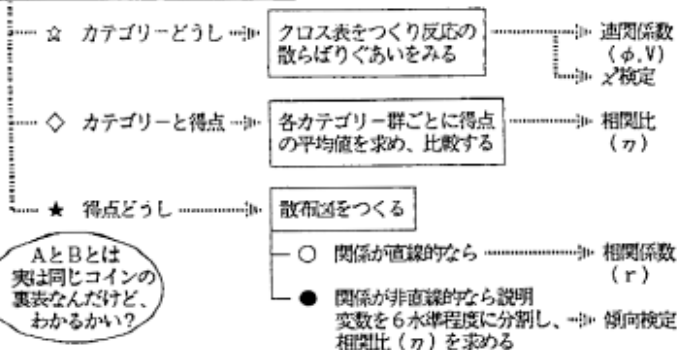 ☆ カテゴリーどうし
クロス表をつくり反応の
散らばりぐあいをみる
連関係数
(φ.V)
χ²検定
◇ カテゴリーと得点
各カテゴリー群ごとに得点
の平均値を求め、比較する
相関比
(η)
★ 得点どうし
散布図をつくる
○ 関係が直線的なら
相関係数
(r)
● 関係が非直線的なら説明
変数を6水準程度に分割し、
相関比(η)を求める
傾向検定
AとBとは
実は同じコインの
裏表なんだけど、
わかるかい?